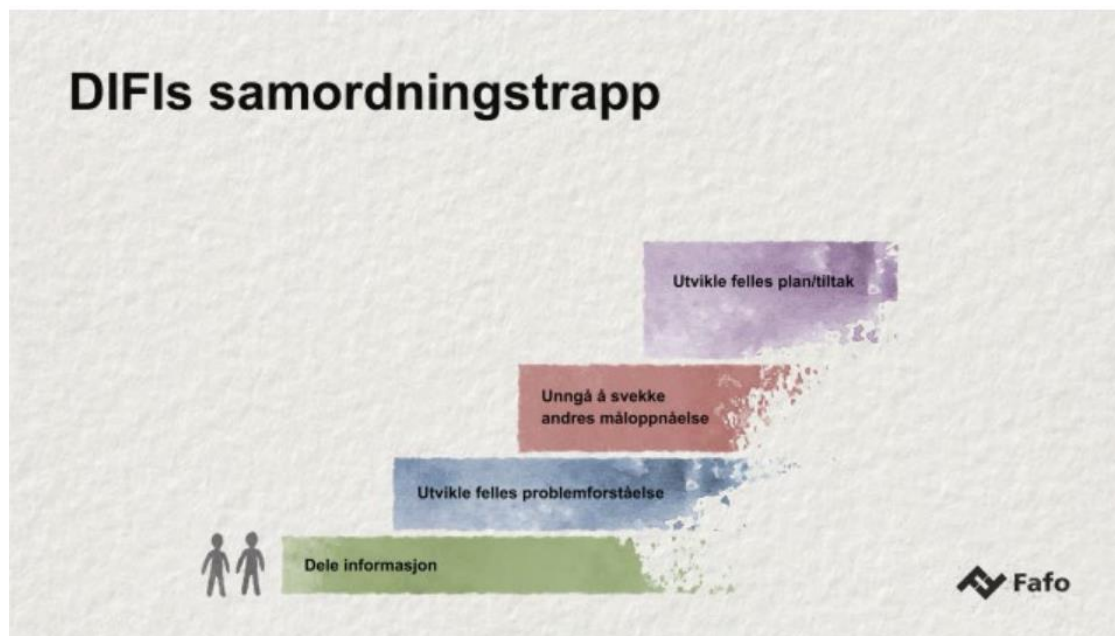 DIFIs samordningstrapp
Utvikle felles plan/tiltak
Unngå å svekke
andres måloppnåelse
Utvikle felles problemforståelse
Dele informasjon
Fafo